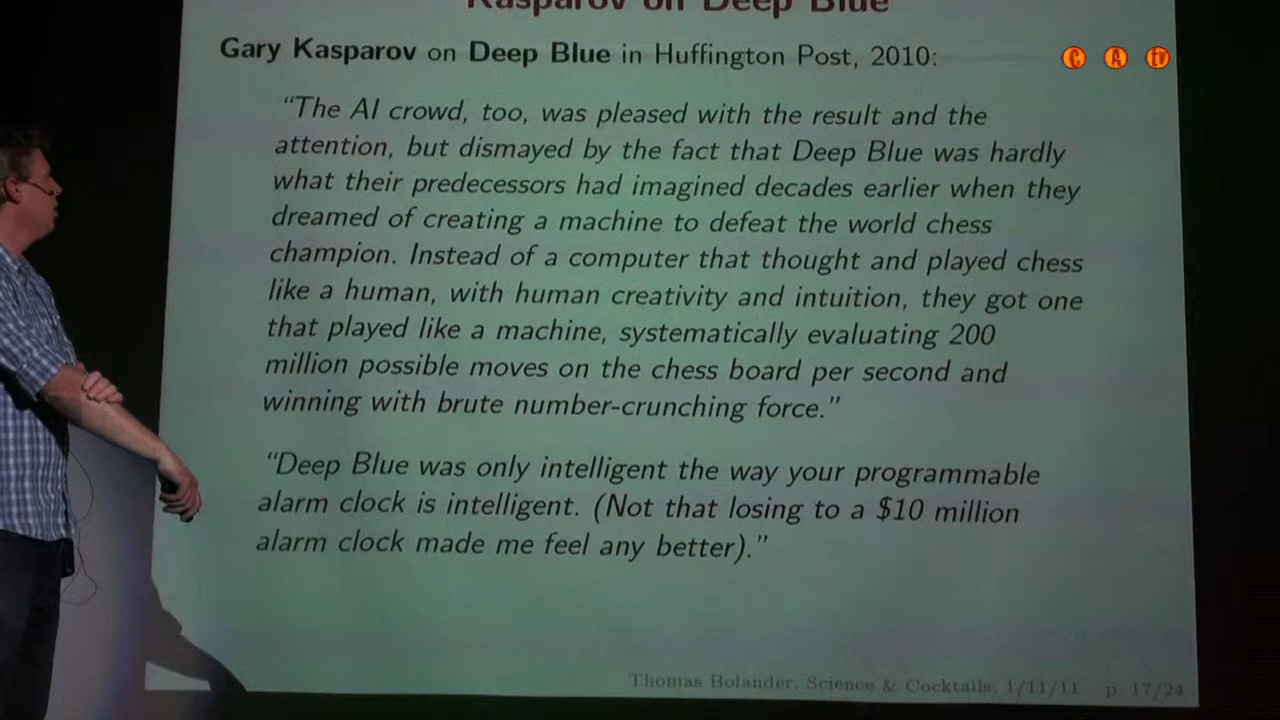 Kasparov on Deep Blue
Gary Kasparov on Deep Blue in Huffington Post, 2010:
C A tv
“The AI crowd, too, was pleased with the result and the
attention, but dismayed by the fact that Deep Blue was hardly
what their predecessors had imagined decades earlier when they
dreamed of creating a machine to defeat the world chess
champion. Instead of a computer that thought and played chess
like a human, with human creativity and intuition, they got one
that played like a machine, systematically evaluating 200
million possible moves on the chess board per second and
winning with brute number-crunching force.”
“Deep Blue was only intelligent the way your programmable
alarm clock is intelligent. (Not that losing to a $10 million
alarm clock made me feel any better).”
Thomas Bolander, Science & Cocktails, 1/11/11 p. 17/24